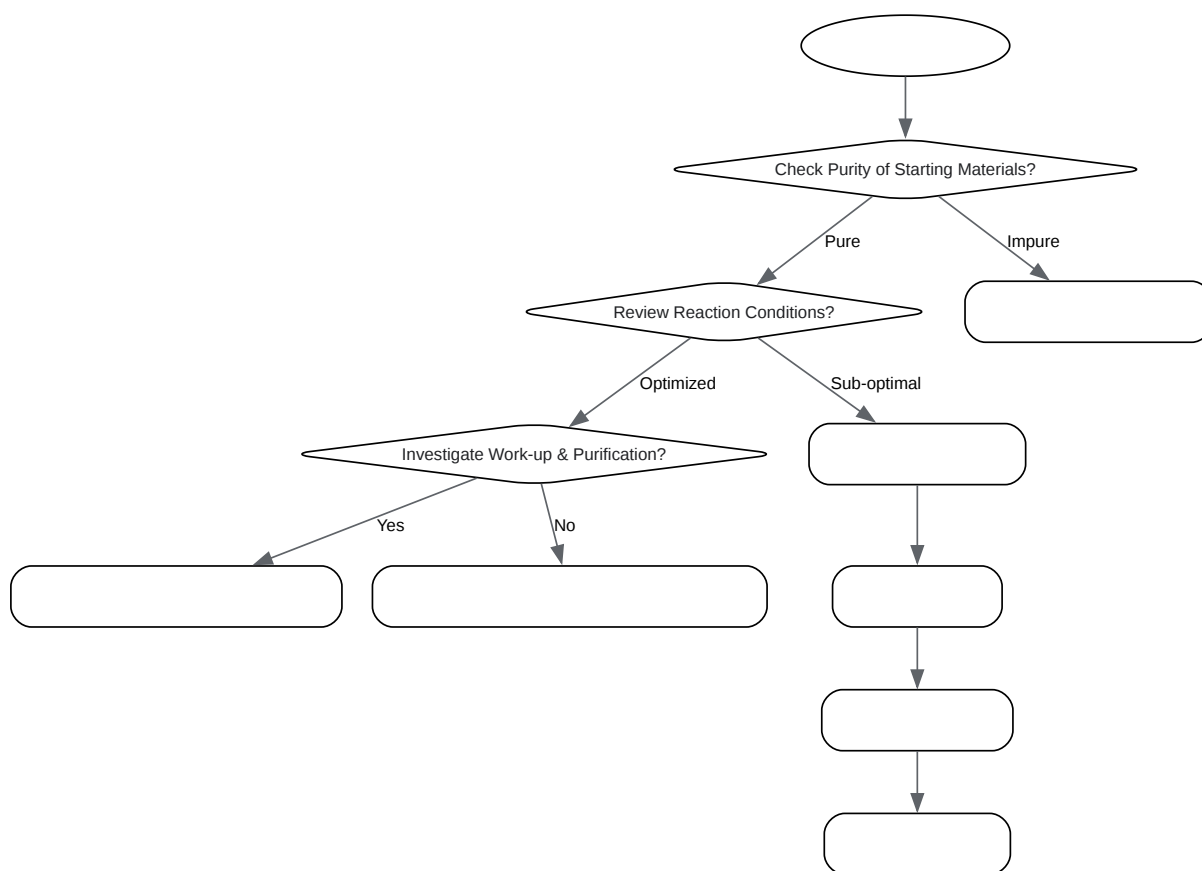 Check Purity of Starting Materials?
Pure
Impure
Review Reaction Conditions?
Optimized
Sub-optimal
Investigate Work-up & Purification?
Yes
No